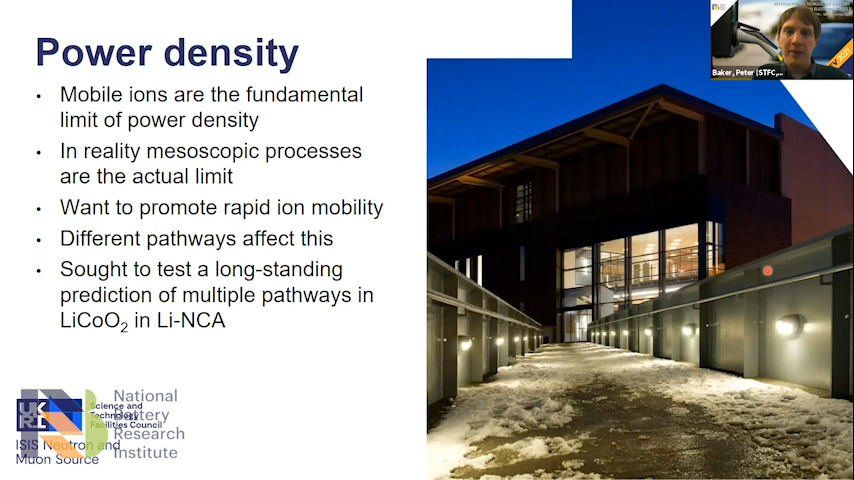 Power density
• Mobile ions are the fundamental
limit of power density
• In reality mesoscopic processes
are the actual limit
• Want to promote rapid ion mobility
• Different pathways affect this
• Sought to test a long-standing
prediction of multiple pathways in
LiCoO₂ in Li-NCA
Baker, Peter (STFC,
UK
RI
Science and
Technology
Facilities Council
ISIS Neutron and
Muon Source
National
Battery
Research
Institute